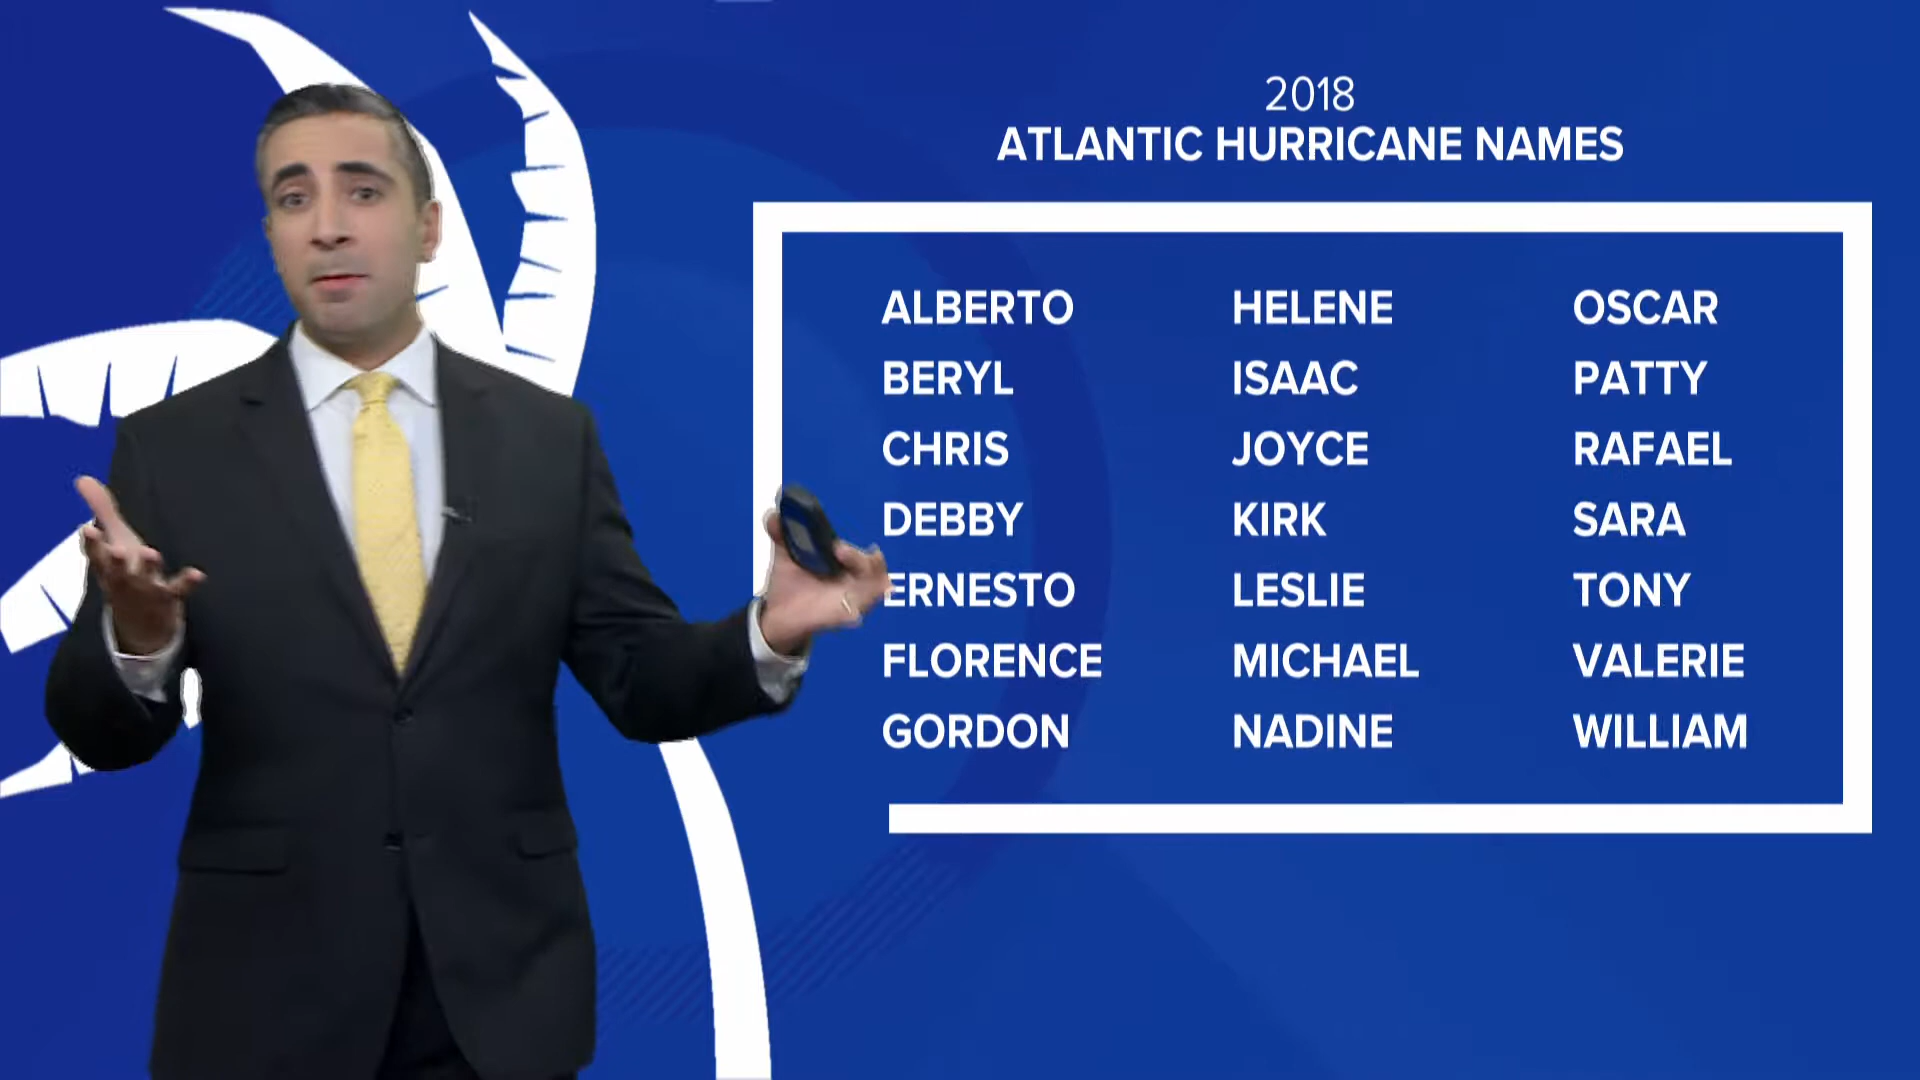 2018
ATLANTIC HURRICANE NAMES
ALBERTO
BERYL
CHRIS
DEBBY
ERNESTO
FLORENCE
GORDON
HELENE
ISAAC
JOYCE
KIRK
LESLIE
MICHAEL
NADINE
OSCAR
PATTY
RAFAEL
SARA
TONY
VALERIE
WILLIAM